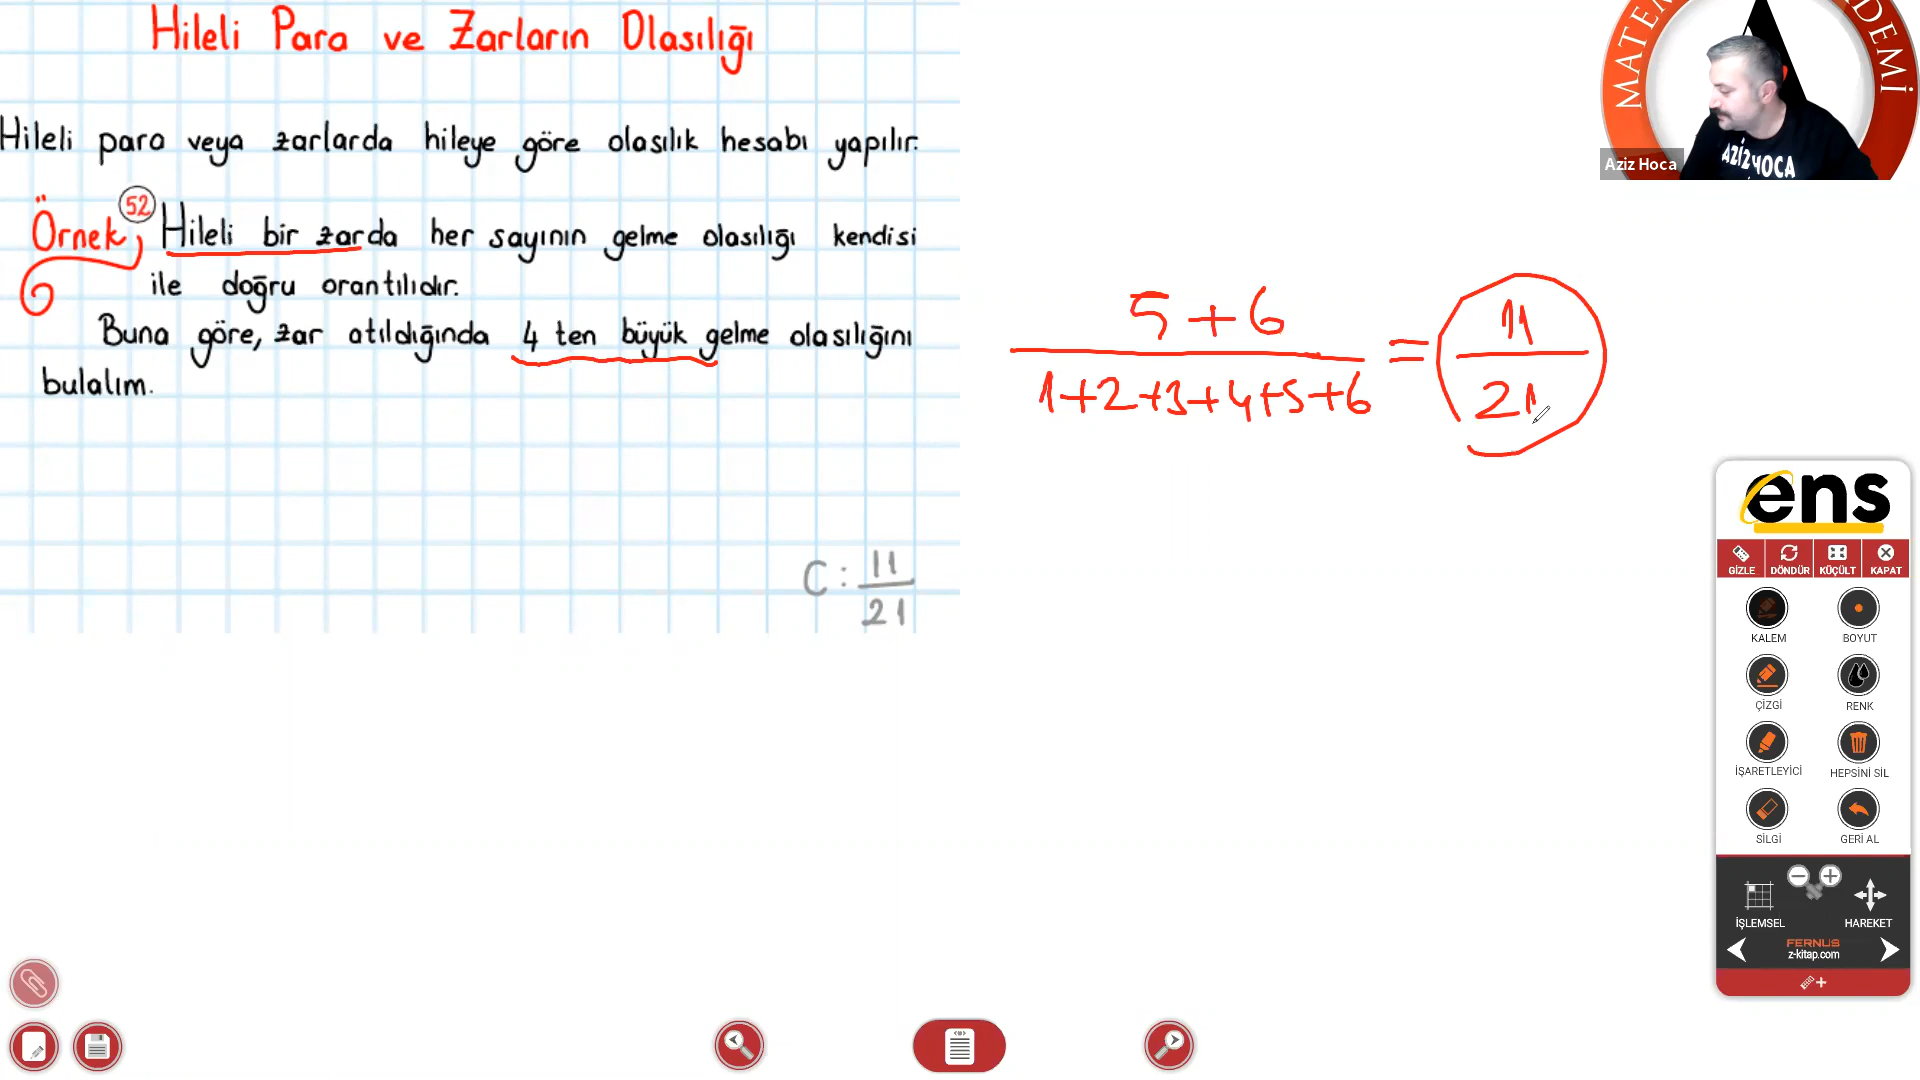 Hileli Para ve Zarların Olasılığı
Hileli para veya zarlarda hileye göre olasılık hesabı yapılır.
Örnek 52 Hileli bir zarda her sayının gelme olasılığı kendisi
ile doğru orantılıdır.
Buna göre, zar atıldığında 4 ten büyük gelme olasılığını
bulalım.
C: 11/21
5+6
1+2+3+4+5+6
= 11/21
MATEM
DEMİ
AZİZ HOCA
Aziz Hoca
ens
GİZLE DÖNDÜR KÜÇÜLT KAPAT
KALEM BOYUT
ÇİZGİ RENK
İŞARETLEYİCİ HEPSİNİ SİL
SİLGİ GERİ AL
İŞLEMSEL HAREKET
FERNUS
z-kitap.com